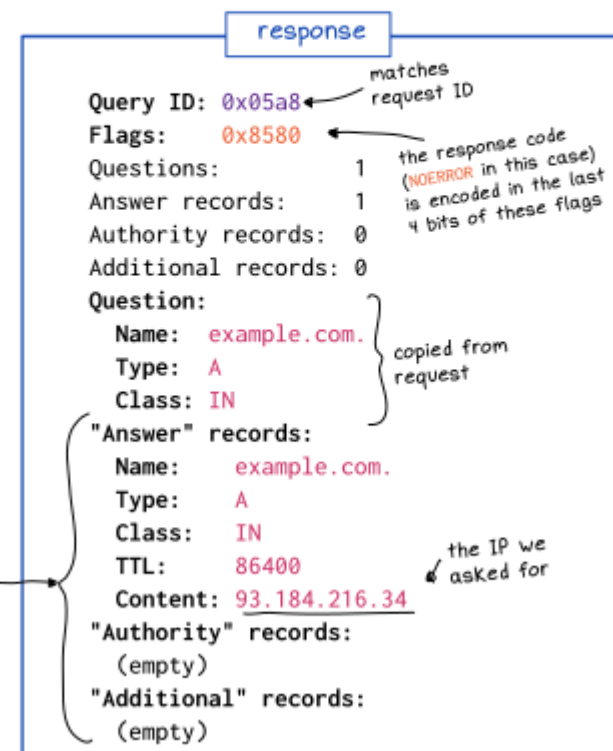 response
Query ID: 0x05a8
matches
request ID
Flags: 0x8580
the response code
(NOERROR in this case)
is encoded in the last
4 bits of these flags
Questions: 1
Answer records: 1
Authority records: 0
Additional records: 0
Question:
Name: example.com.
Type: A
Class: IN
copied from
request
"Answer" records:
Name: example.com.
Type: A
Class: IN
TTL: 86400
Content: 93.184.216.34
the IP we
asked for
"Authority" records:
(empty)
"Additional" records:
(empty)